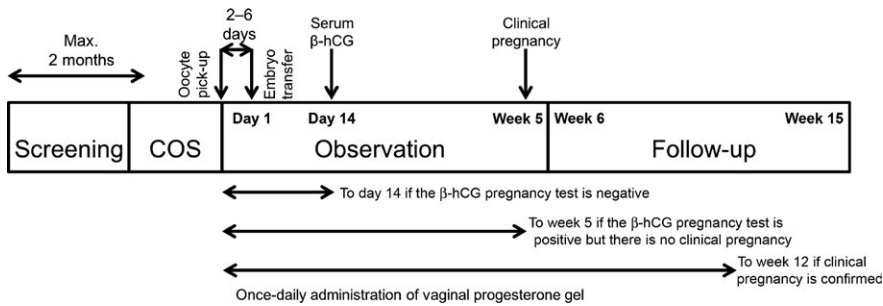 Max.
2 months
Oocyte
pick-up
2–6
days
Embryo
transfer
Serum
β-hCG
Clinical
pregnancy
Day 1
Day 14
Week 5
Week 6
Week 15
Screening
COS
Observation
Follow-up
To day 14 if the β-hCG pregnancy test is negative
To week 5 if the β-hCG pregnancy test is
positive but there is no clinical pregnancy
To week 12 if clinical
pregnancy is confirmed
Once-daily administration of vaginal progesterone gel